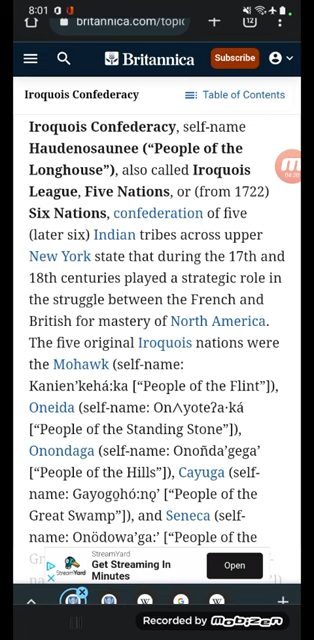 8:01
britannica.com/topic
12
Britannica
Subscribe
Iroquois Confederacy
Table of Contents
Iroquois Confederacy, self-name
Haudenosaunee (“People of the
Longhouse”), also called Iroquois
League, Five Nations, or (from 1722)
Six Nations, confederation of five
(later six) Indian tribes across upper
New York state that during the 17th and
18th centuries played a strategic role in
the struggle between the French and
British for mastery of North America.
The five original Iroquois nations were
the Mohawk (self-name:
Kanien’kehá:ka [“People of the Flint”]),
Oneida (self-name: Onᐱyoteʔa·ká
[“People of the Standing Stone”]),
Onondaga (self-name: Onoñda’gega’
[“People of the Hills”]), Cayuga (self-
name: Gayogo̱hó:nǫ’ [“People of the
Great Swamp”]), and Seneca (self-
name: Onödowa’ga:’ [“People of the
StreamYard
Get Streaming In
Minutes
StreamYard
Open
Recorded by Mobizen